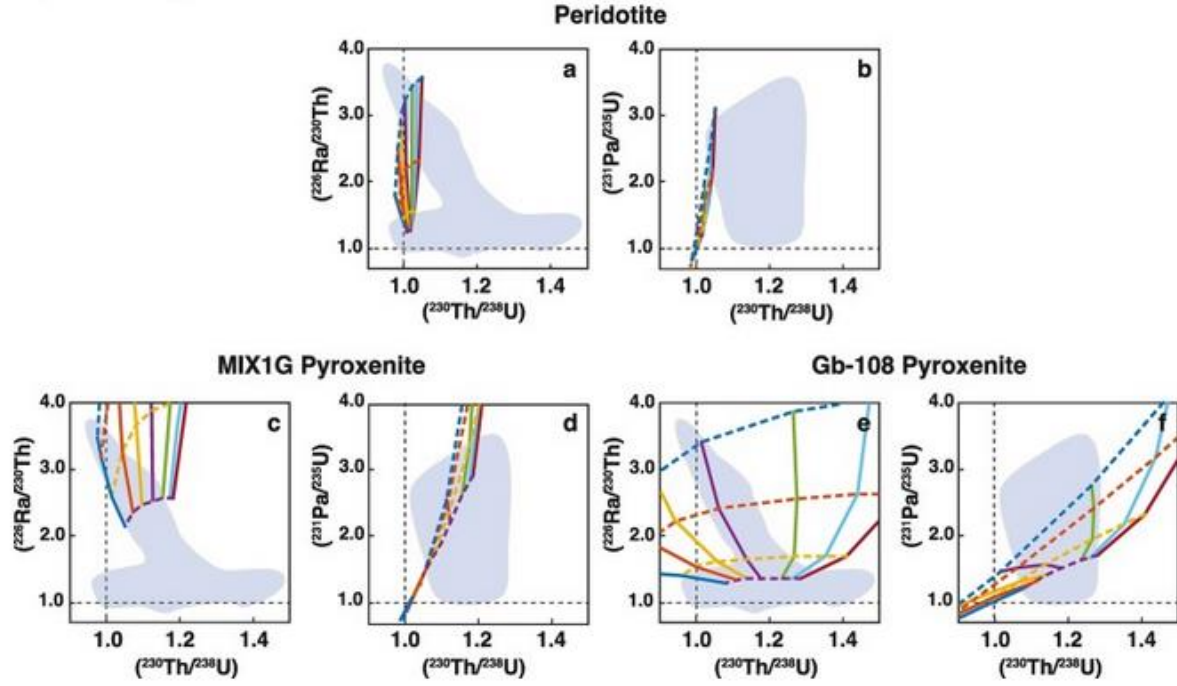 Peridotite
4.0
3.0
2.0
1.0
(²²⁶Ra/²³⁰Th)
a
1.0 1.2 1.4
(²³⁰Th/²³⁸U)
4.0
3.0
2.0
1.0
(²³¹Pa/²³⁵U)
b
1.0 1.2 1.4
(²³⁰Th/²³⁸U)
MIX1G Pyroxenite
4.0
3.0
2.0
1.0
(²²⁶Ra/²³⁰Th)
c
1.0 1.2 1.4
(²³⁰Th/²³⁸U)
4.0
3.0
2.0
1.0
(²³¹Pa/²³⁵U)
d
1.0 1.2 1.4
(²³⁰Th/²³⁸U)
Gb-108 Pyroxenite
4.0
3.0
2.0
1.0
(²²⁶Ra/²³⁰Th)
e
1.0 1.2 1.4
(²³⁰Th/²³⁸U)
4.0
3.0
2.0
1.0
(²³¹Pa/²³⁵U)
f
1.0 1.2 1.4
(²³⁰Th/²³⁸U)